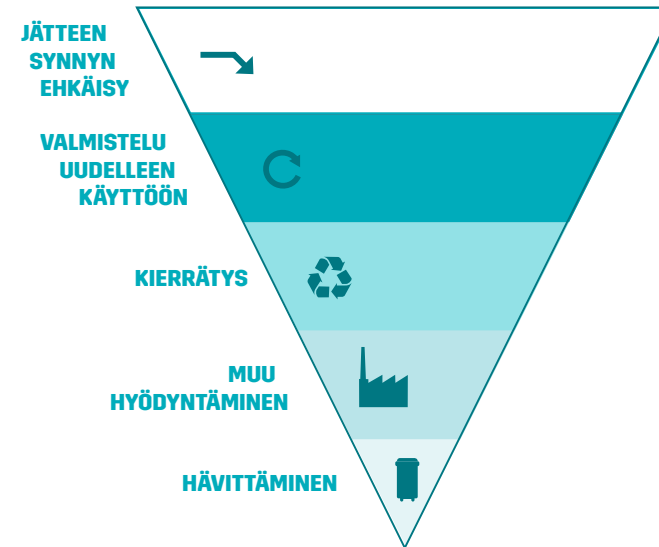 JÄTTEEN
SYNNYN
EHKÄISY
VALMISTELU
UUDELLEEN
KÄYTTÖÖN
KIERRÄTYS
MUU
HYÖDYNTÄMINEN
HÄVITTÄMINEN